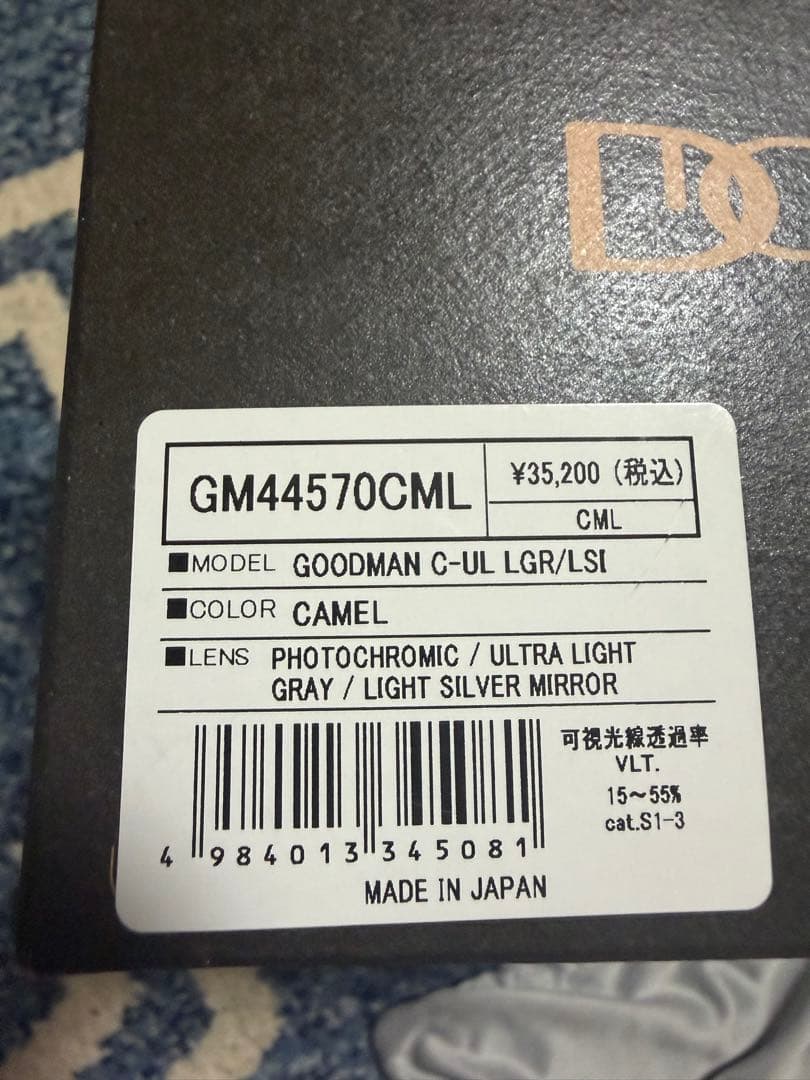 GM44570CML
¥35,200 (税込)
CML
■MODEL GOODMAN C-UL LGR/LSI
■COLOR CAMEL
■LENS PHOTOCHROMIC / ULTRA LIGHT
GRAY / LIGHT SILVER MIRROR
可視光線透過率
VLT.
15～55%
cat.S1-3
4 984013 345081
MADE IN JAPAN